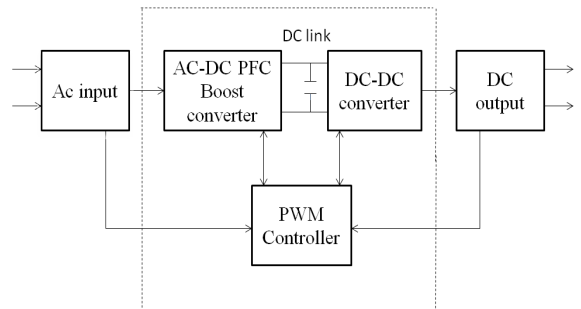 DC link
Ac input
AC-DC PFC
Boost
converter
DC-DC
converter
DC
output
PWM
Controller